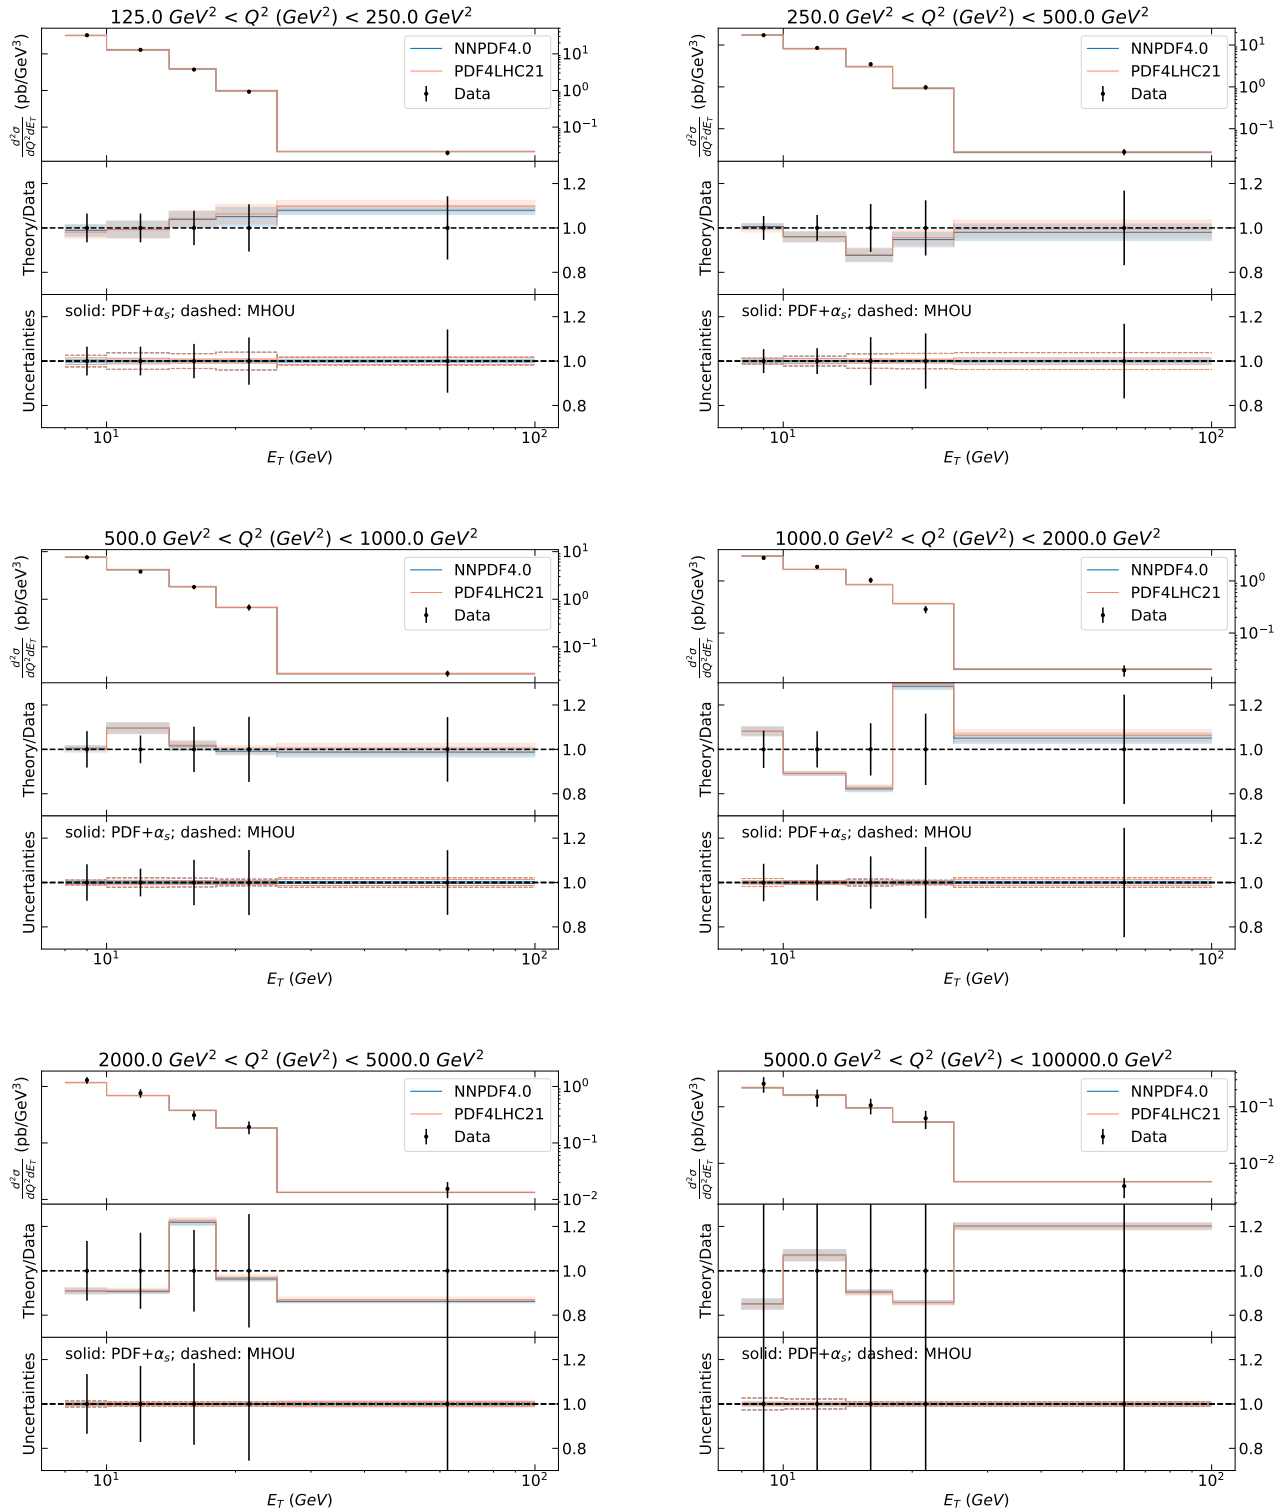 125.0 GeV² < Q² (GeV²) < 250.0 GeV²
d²σ/dQ²dE_T (pb/GeV³)
NNPDF4.0
PDF4LHC21
Data
10¹
10⁰
10⁻¹
Theory/Data
1.2
1.0
0.8
Uncertainties
solid: PDF+α_s; dashed: MHOU
1.2
1.0
0.8
10¹ 10²
E_T (GeV)
250.0 GeV² < Q² (GeV²) < 500.0 GeV²
d²σ/dQ²dE_T (pb/GeV³)
NNPDF4.0
PDF4LHC21
Data
10¹
10⁰
10⁻¹
Theory/Data
1.2
1.0
0.8
Uncertainties
solid: PDF+α_s; dashed: MHOU
1.2
1.0
0.8
10¹ 10²
E_T (GeV)
500.0 GeV² < Q² (GeV²) < 1000.0 GeV²
d²σ/dQ²dE_T (pb/GeV³)
NNPDF4.0
PDF4LHC21
Data
10¹
10⁰
10⁻¹
Theory/Data
1.2
1.0
0.8
Uncertainties
solid: PDF+α_s; dashed: MHOU
1.2
1.0
0.8
10¹ 10²
E_T (GeV)
1000.0 GeV² < Q² (GeV²) < 2000.0 GeV²
d²σ/dQ²dE_T (pb/GeV³)
NNPDF4.0
PDF4LHC21
Data
10⁰
10⁻¹
Theory/Data
1.2
1.0
0.8
Uncertainties
solid: PDF+α_s; dashed: MHOU
1.2
1.0
0.8
10¹ 10²
E_T (GeV)
2000.0 GeV² < Q² (GeV²) < 5000.0 GeV²
d²σ/dQ²dE_T (pb/GeV³)
NNPDF4.0
PDF4LHC21
Data
10⁰
10⁻¹
10⁻²
Theory/Data
1.2
1.0
0.8
Uncertainties
solid: PDF+α_s; dashed: MHOU
1.2
1.0
0.8
10¹ 10²
E_T (GeV)
5000.0 GeV² < Q² (GeV²) < 100000.0 GeV²
d²σ/dQ²dE_T (pb/GeV³)
NNPDF4.0
PDF4LHC21
Data
10⁻¹
10⁻²
Theory/Data
1.2
1.0
0.8
Uncertainties
solid: PDF+α_s; dashed: MHOU
1.2
1.0
0.8
10¹ 10²
E_T (GeV)